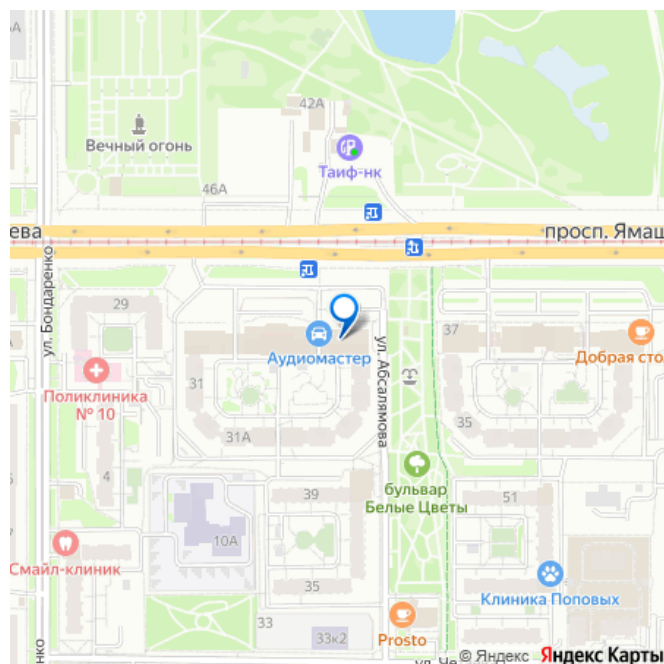 42А
Вечный огонь
Таиф-нк
46А
ева
просп. Ямаш
ул. Бондаренко
29
37
Аудиомастер
Добрая сто
ул. Абсалямова
Поликлиника
№ 10
31
31А
35
4
бульвар
Белые Цветы
39
51
10А
Смайл-клиник
35
Клиника Поповых
33
33к2
Prosto
нко
© Яндекс Яндекс Карты